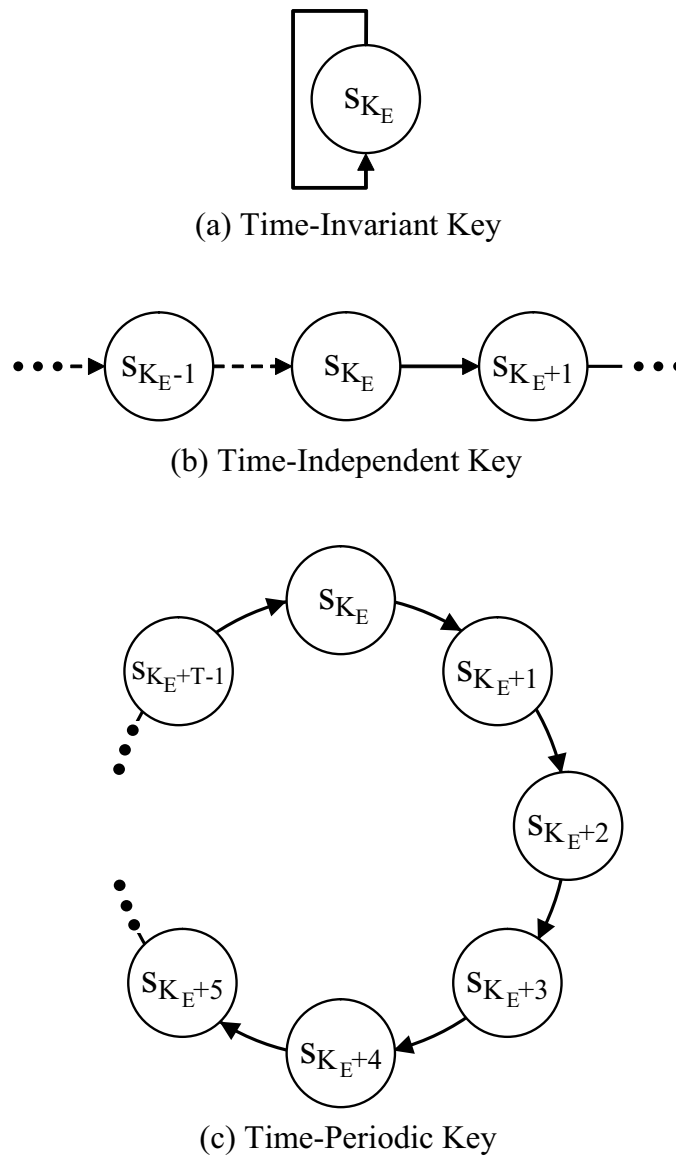 S_{K_E}
(a) Time-Invariant Key
S_{K_E-1} S_{K_E} S_{K_E+1}
(b) Time-Independent Key
S_{K_E}
S_{K_E+T-1} S_{K_E+1}
S_{K_E+2}
S_{K_E+5} S_{K_E+3}
S_{K_E+4}
(c) Time-Periodic Key